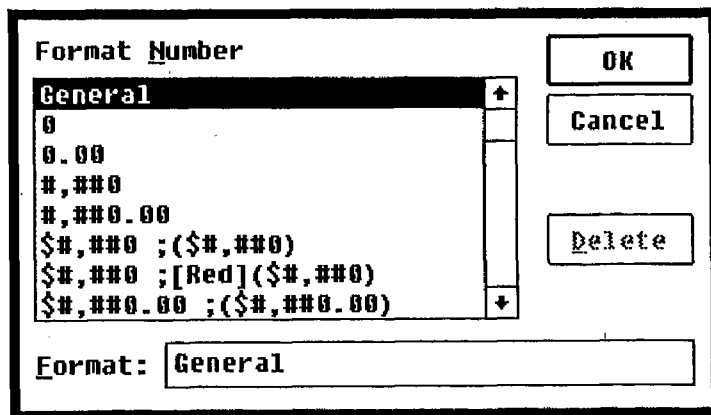 Format Number
OK
General
Cancel
0
0.00
#,##0
#,##0.00
$#,##0 ;($#,##0)
Delete
$#,##0 ;[Red]($#,##0)
$#,##0.00 ;($#,##0.00)
Format: General